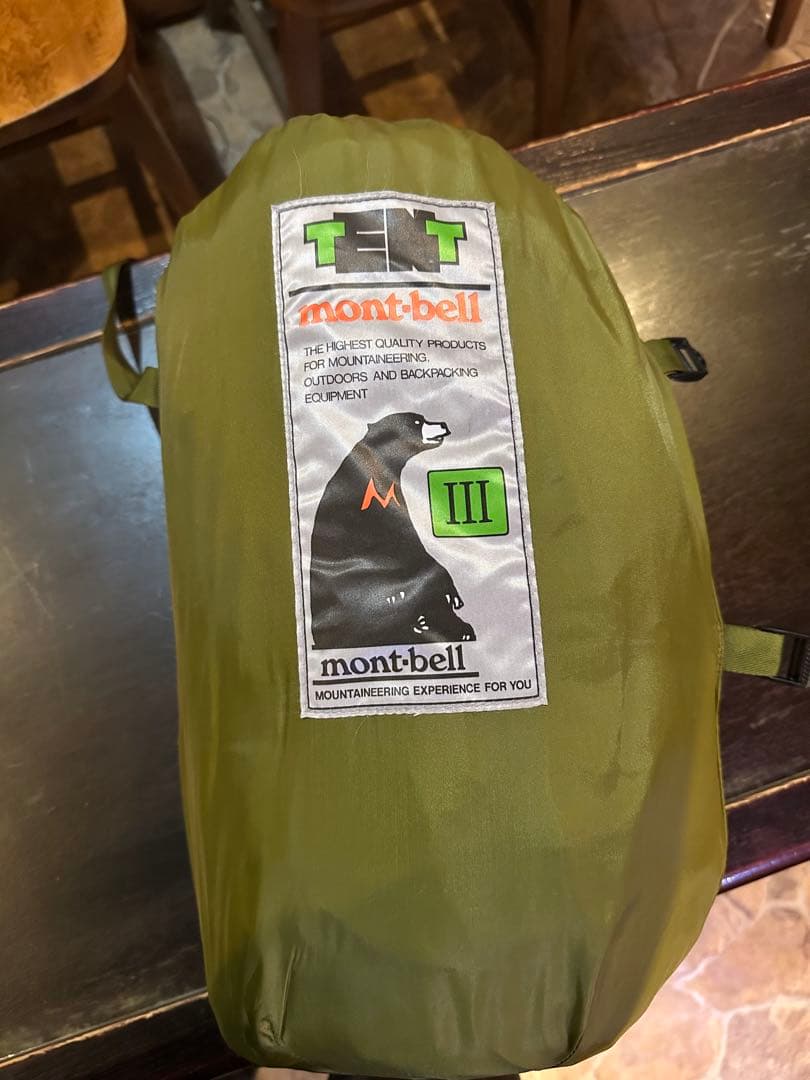 TENT
mont-bell
THE HIGHEST QUALITY PRODUCTS
FOR MOUNTAINEERING.
OUTDOORS AND BACKPACKING
EQUIPMENT
M
III
mont-bell
MOUNTAINEERING EXPERIENCE FOR YOU